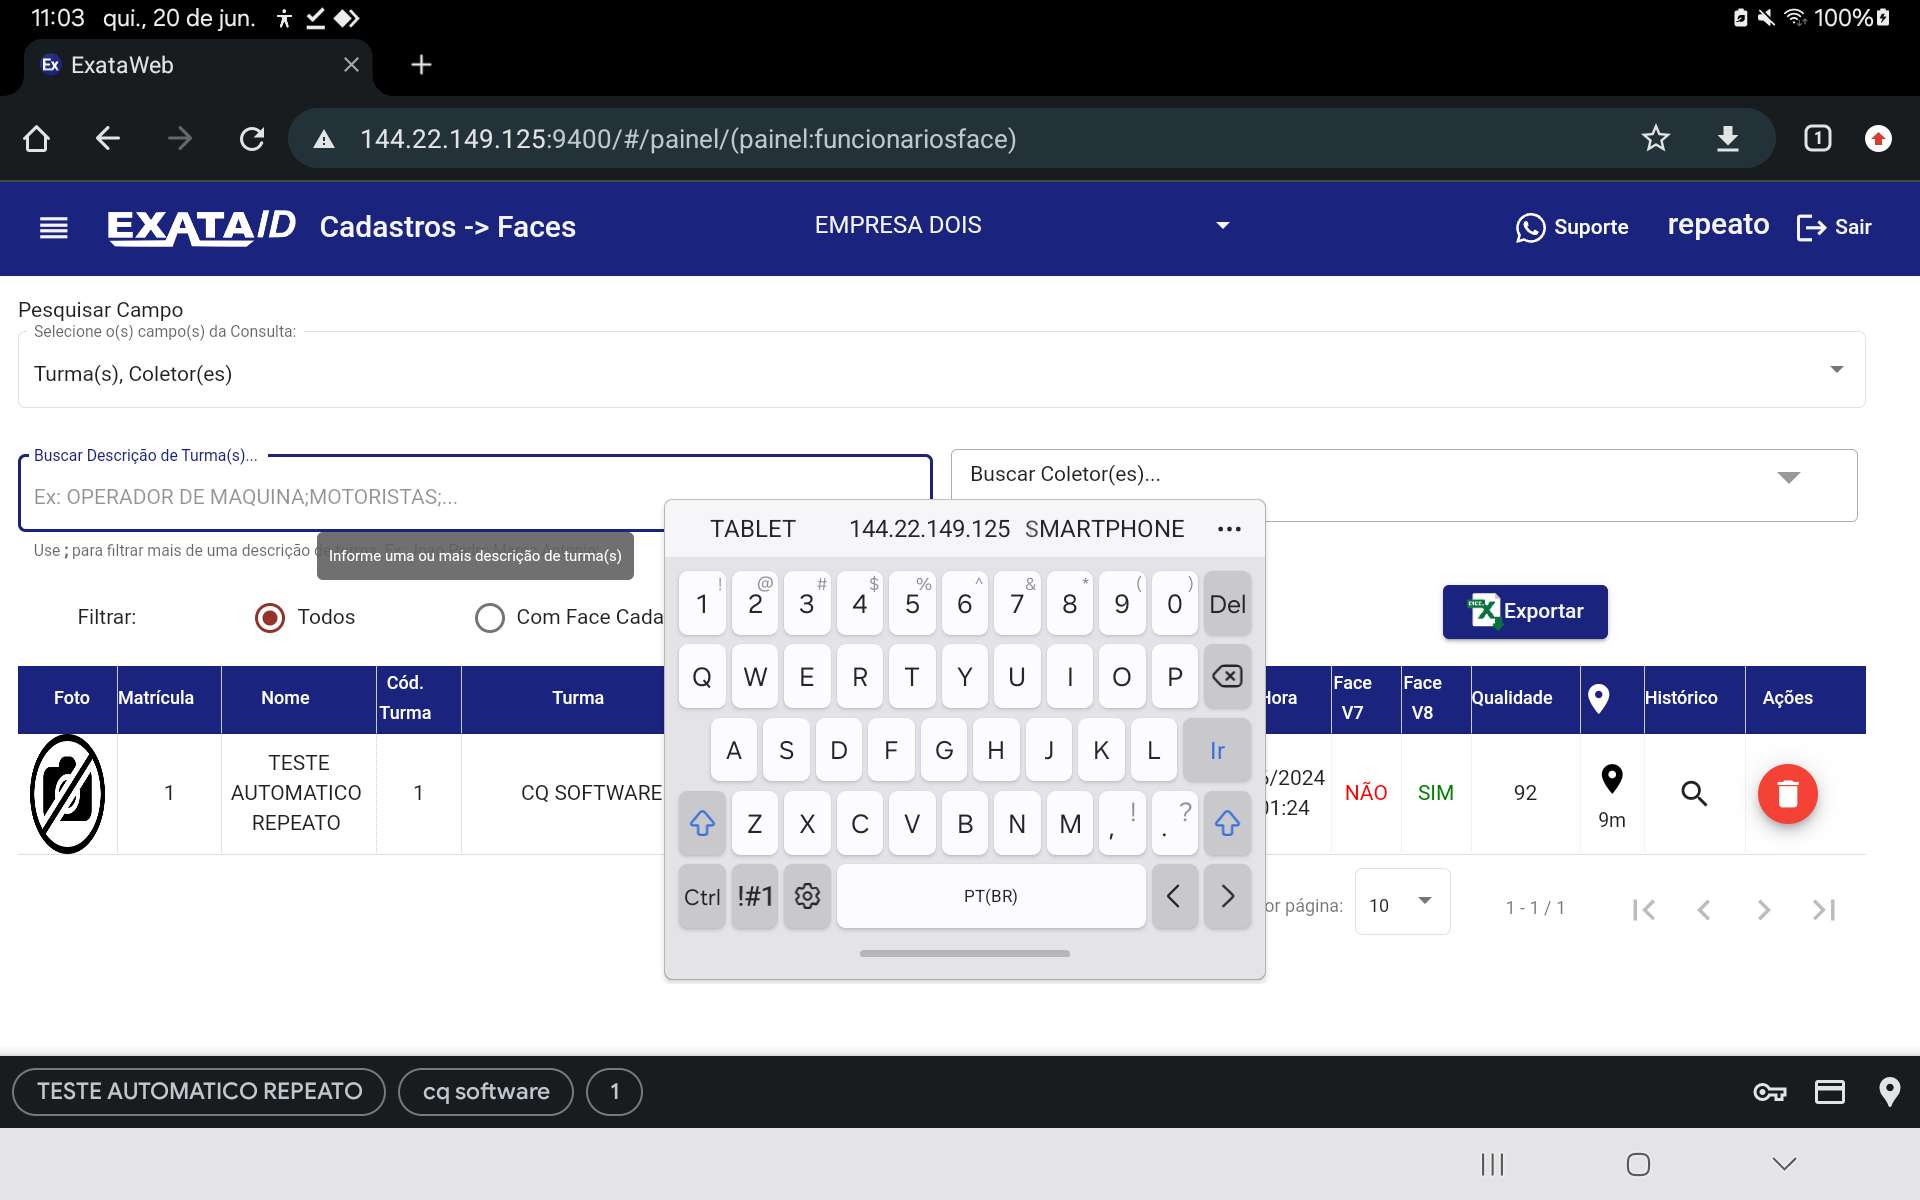 11:03 qui., 20 de jun. 100%
Ex ExataWeb
144.22.149.125:9400/#/painel/(painel:funcionariosface) 1
EXATA ID Cadastros -> Faces EMPRESA DOIS Suporte repeato Sair
Pesquisar Campo
Selecione o(s) campo(s) da Consulta:
Turma(s), Coletor(es)
Buscar Descrição de Turma(s)...
Ex: OPERADOR DE MAQUINA;MOTORISTAS;...
Buscar Coletor(es)...
Use ; para filtrar mais de uma descrição
Informe uma ou mais descrição de turma(s)
Filtrar: Todos Com Face Cada
Exportar
Foto Matrícula Nome Cód. Turma Turma Hora Face V7 Face V8 Qualidade Histórico Ações
1 TESTE AUTOMATICO REPEATO 1 CQ SOFTWARE /2024 01:24 NÃO SIM 92 9m
or página: 10 1 - 1 / 1
TABLET 144.22.149.125 SMARTPHONE ...
! @ # $ % ^ & * ( )
1 2 3 4 5 6 7 8 9 0 Del
Q W E R T Y U I O P
A S D F G H J K L Ir
Z X C V B N M , ! . ?
Ctrl !#1 PT(BR) < >
TESTE AUTOMATICO REPEATO cq software 1